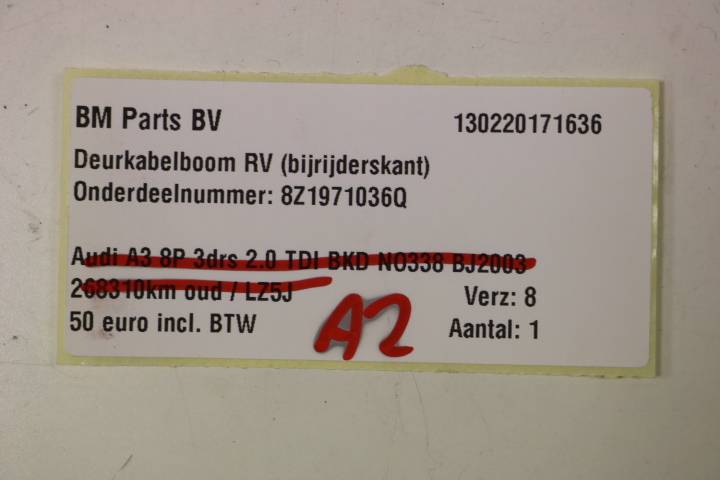 BM Parts BV 130220171636
Deurkabelboom RV (bijrijderskant)
Onderdeelnummer: 8Z1971036Q
Audi A3 8P 3drs 2.0 TDI BKD NO338 BJ2003
268310km oud / LZ5J Verz: 8
50 euro incl. BTW Aantal: 1
A2